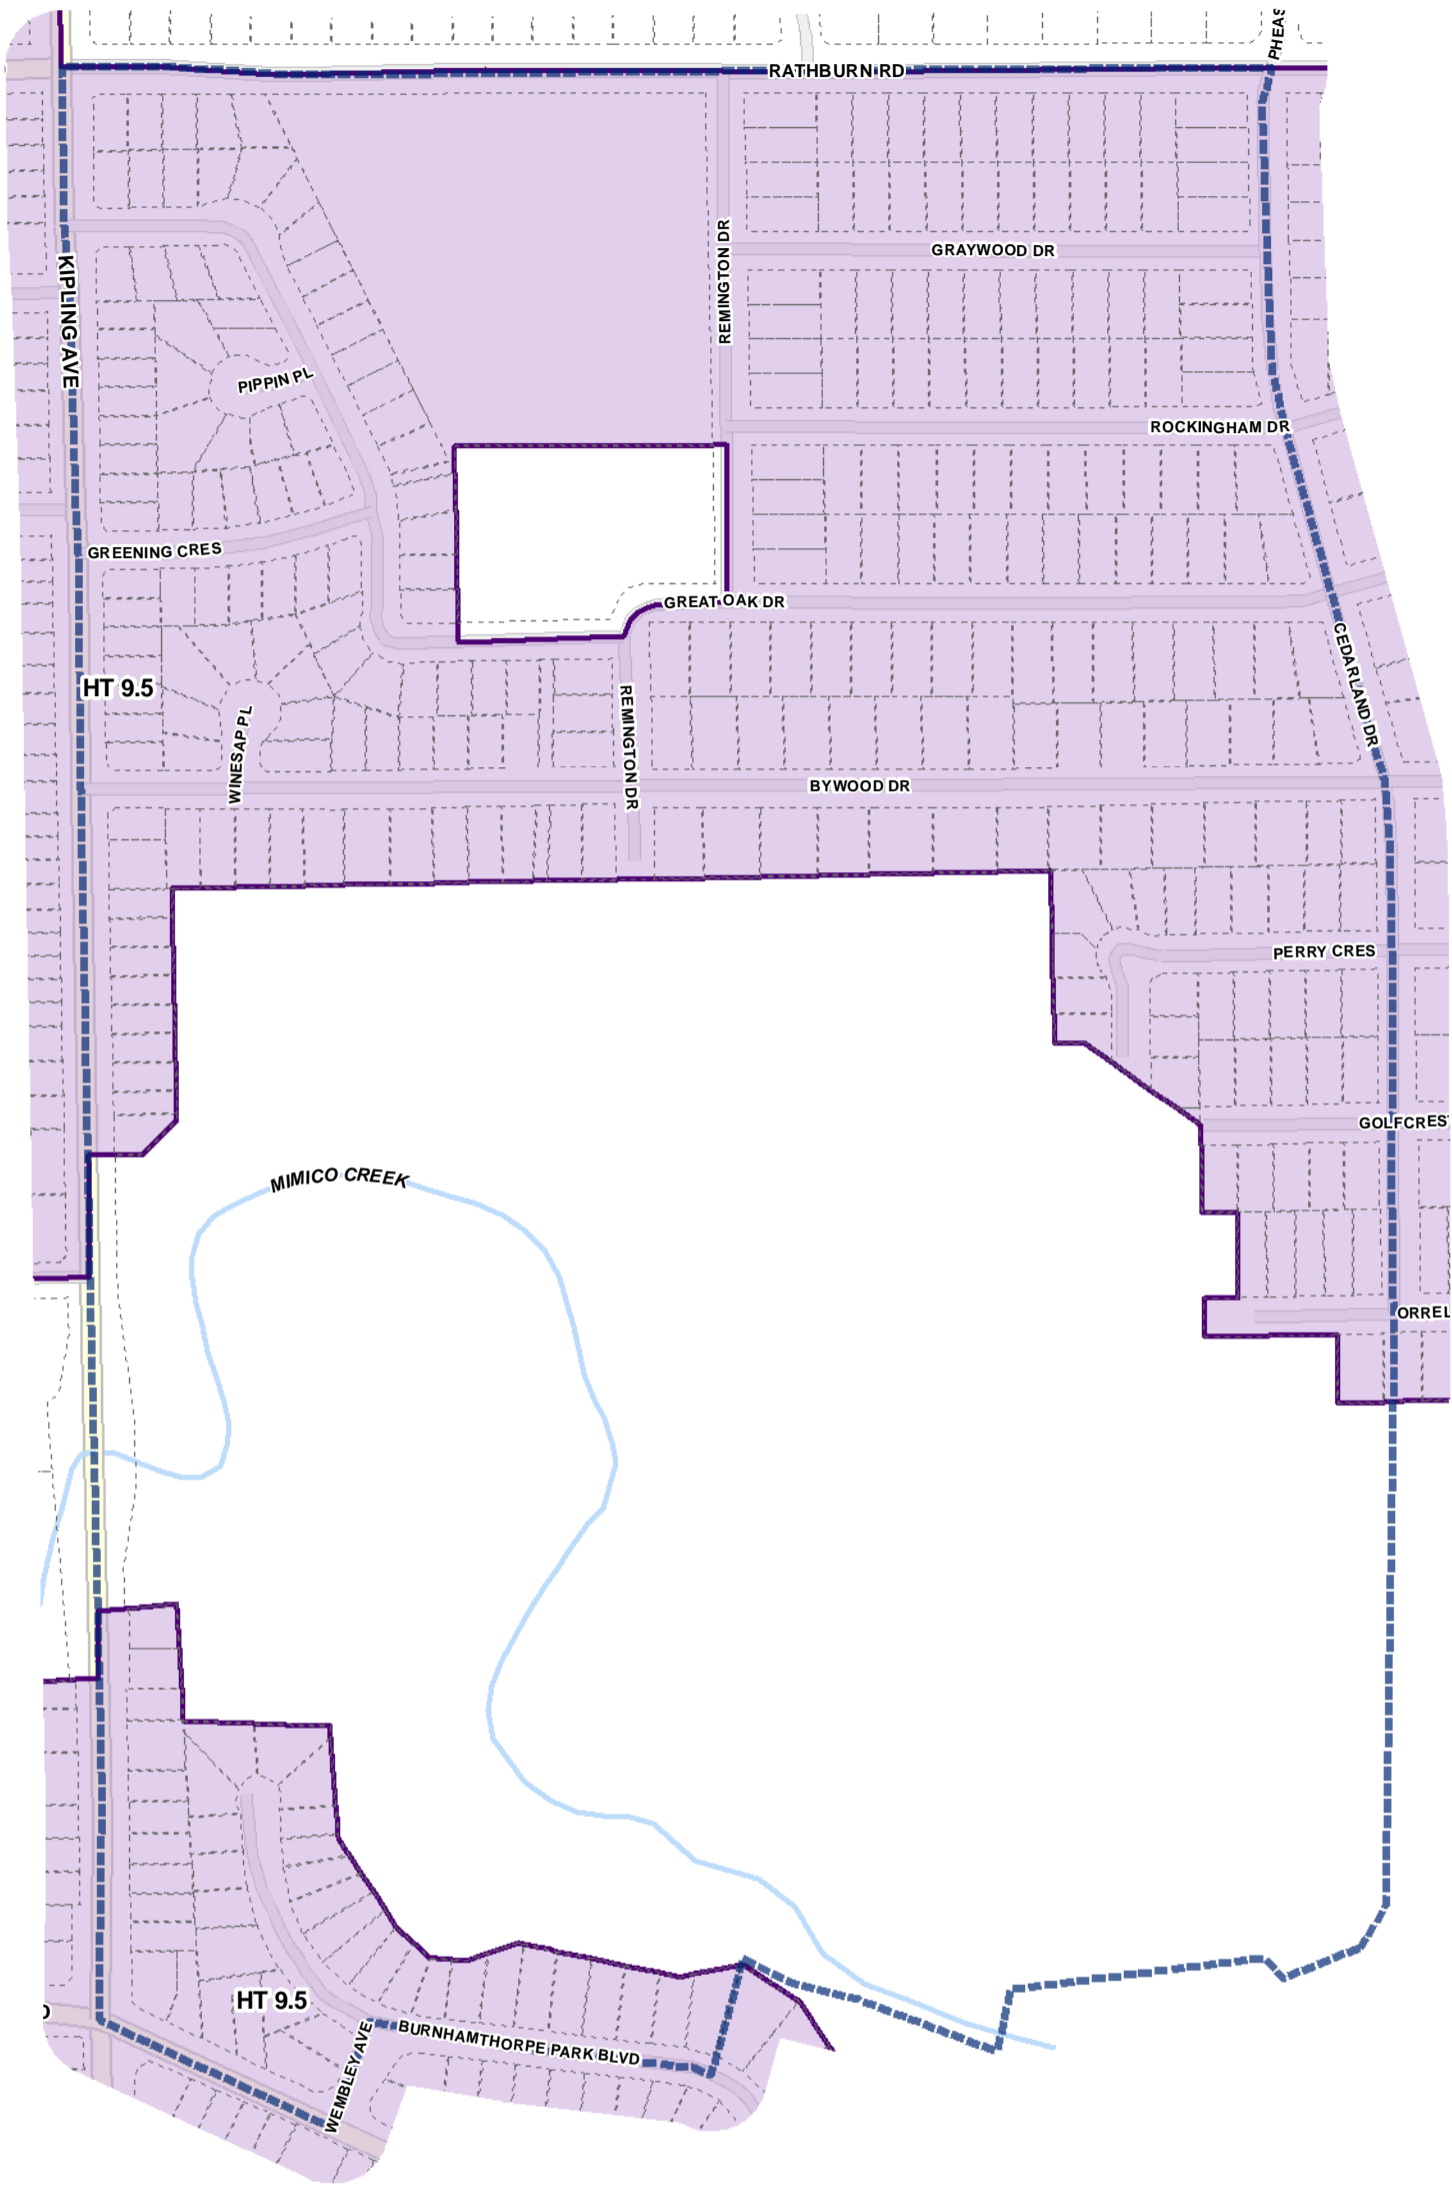 PHEAS
RATHBURN RD
KIPLING AVE
REMINGTON DR
GRAYWOOD DR
PIPPIN PL
ROCKINGHAM DR
GREENING CRES
GREAT OAK DR
CEDARLAND DR
HT 9.5
WINESAP PL
REMINGTON DR
BYWOOD DR
PERRY CRES
GOLFCRES
MIMICO CREEK
ORREL
HT 9.5
BURNHAMTHORPE PARK BLVD
WEMBLEY AVE